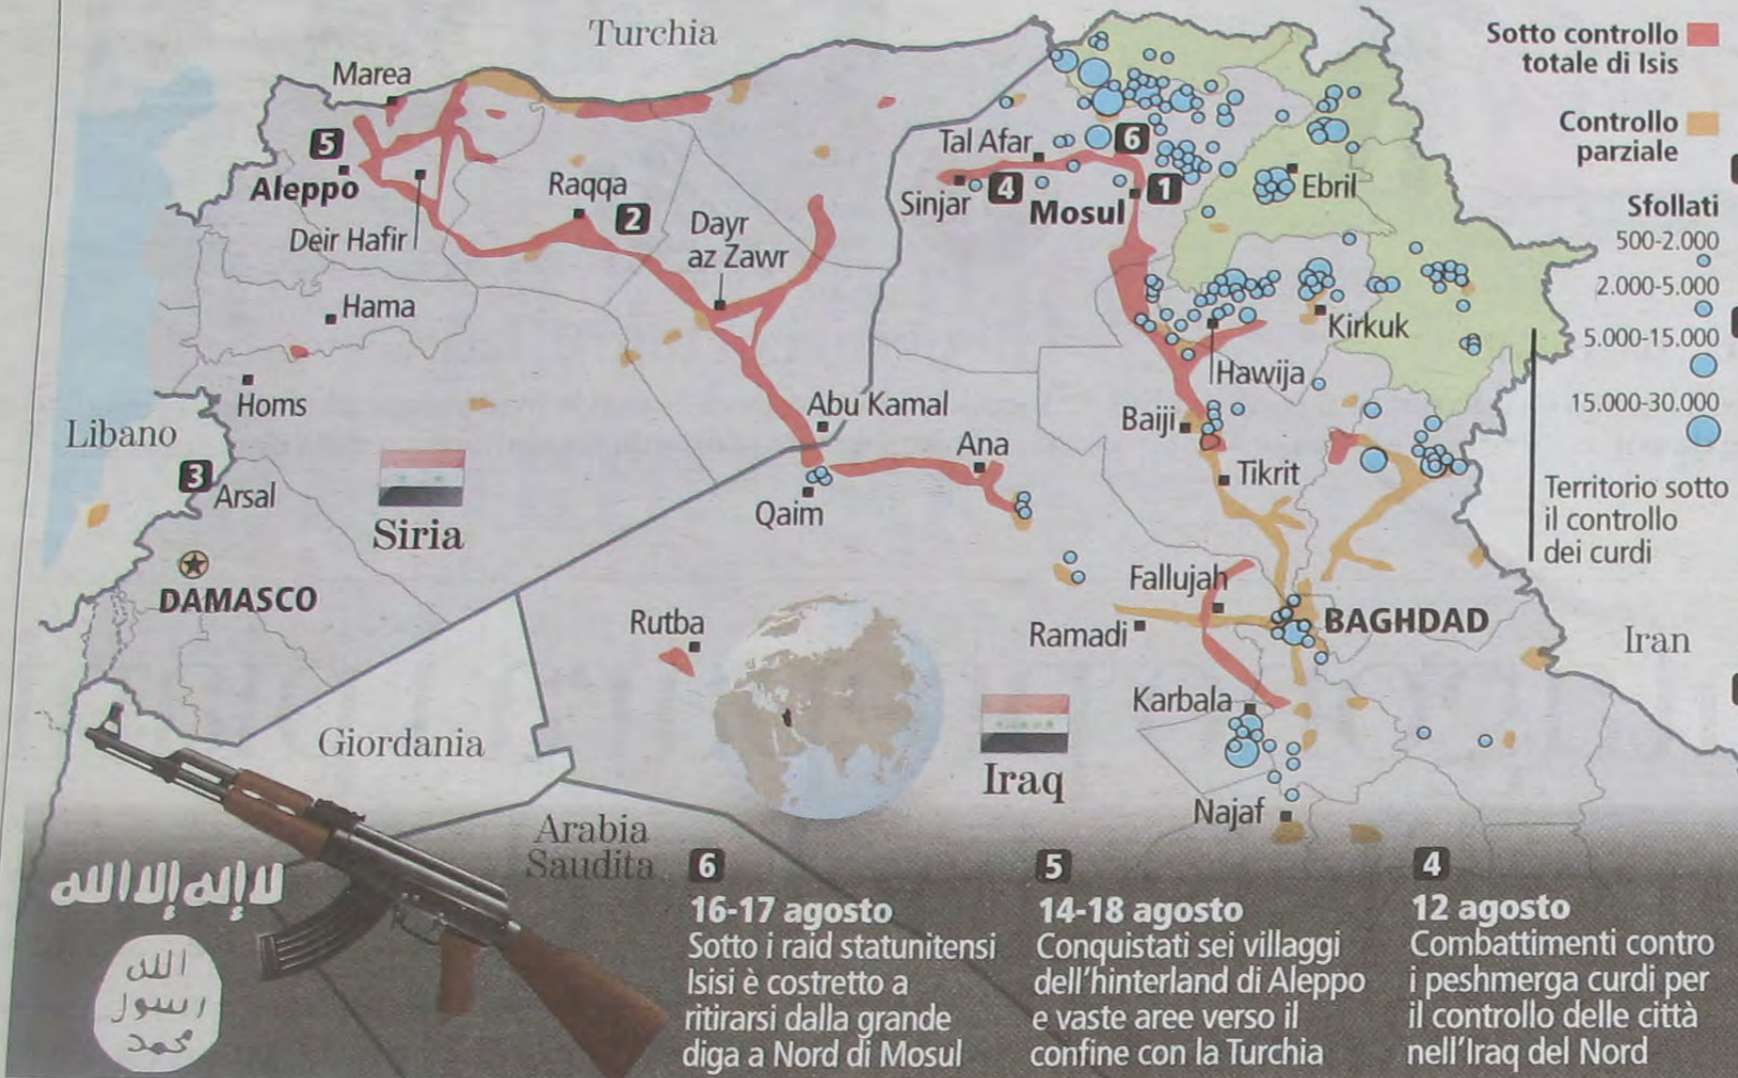 Turchia
Marea
5
Aleppo
Deir Hafir
Raqqa
2
Dayr
az Zawr
Hama
Homs
Libano
3
Arsal
Siria
DAMASCO
Giordania
Arabia
Saudita
Abu Kamal
Qaim
Ana
Rutba
Iraq
Tal Afar
Sinjar
4
Mosul
1
6
Ebril
Kirkuk
Hawija
Baiji
Tikrit
Fallujah
Ramadi
BAGHDAD
Karbala
Najaf
Iran
Sotto controllo
totale di Isis
Controllo
parziale
Sfollati
500-2.000
2.000-5.000
5.000-15.000
15.000-30.000
Territorio sotto
il controllo
dei curdi
لا إله إلا الله
الله
رسول
محمد
6
16-17 agosto
Sotto i raid statunitensi
Isisi è costretto a
ritirarsi dalla grande
diga a Nord di Mosul
5
14-18 agosto
Conquistati sei villaggi
dell'hinterland di Aleppo
e vaste aree verso il
confine con la Turchia
4
12 agosto
Combattimenti contro
i peshmerga curdi per
il controllo delle città
nell'Iraq del Nord